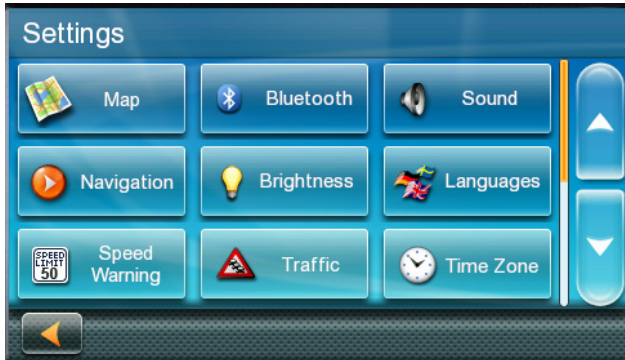 Settings
Map
Bluetooth
Sound
Navigation
Brightness
Languages
SPEED
LIMIT
50
Speed
Warning
Traffic
Time Zone